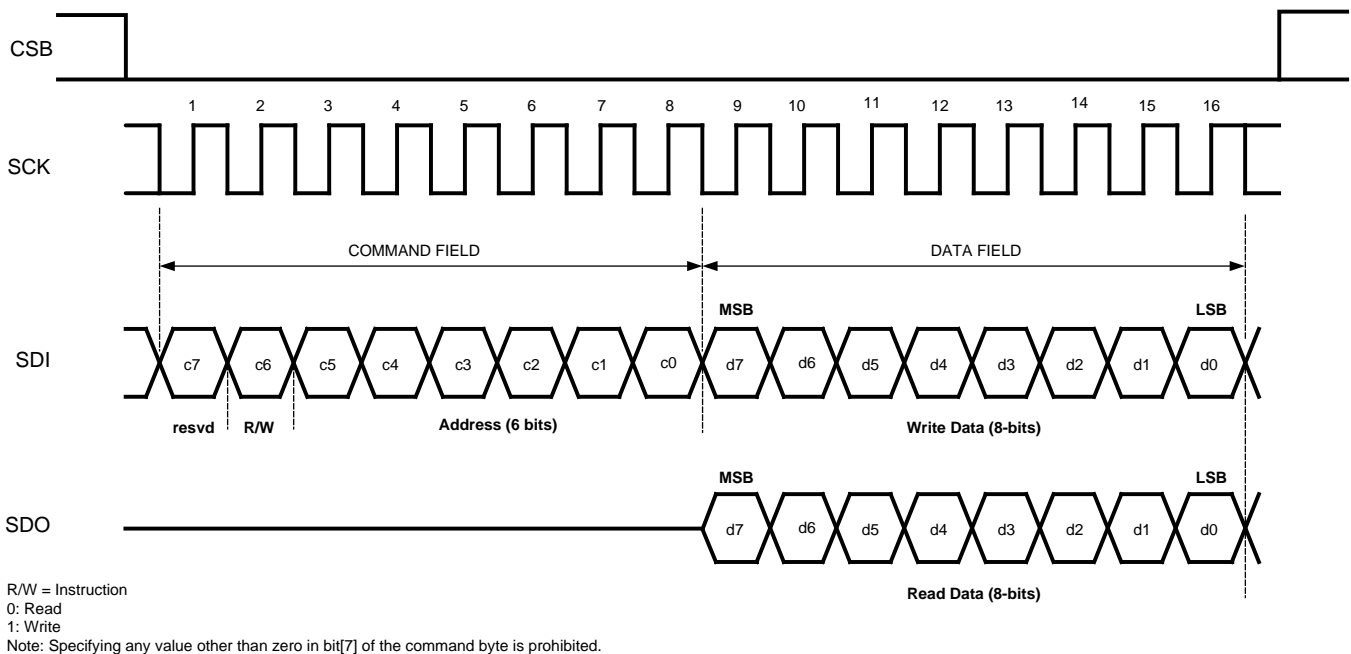 CSB
1 2 3 4 5 6 7 8 9 10 11 12 13 14 15 16
SCK
COMMAND FIELD DATA FIELD
MSB LSB
SDI c7 c6 c5 c4 c3 c2 c1 c0 d7 d6 d5 d4 d3 d2 d1 d0
resvd R/W Address (6 bits) Write Data (8-bits)
MSB LSB
SDO d7 d6 d5 d4 d3 d2 d1 d0
Read Data (8-bits)
R/W = Instruction
0: Read
1: Write
Note: Specifying any value other than zero in bit[7] of the command byte is prohibited.